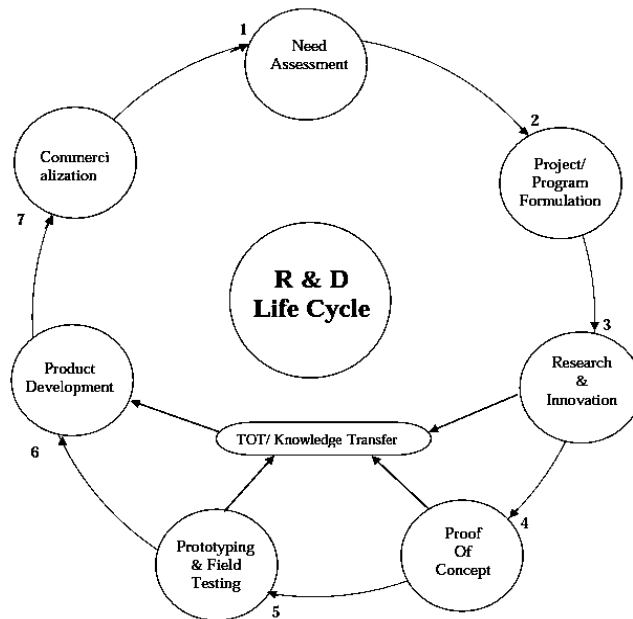 1
Need
Assessment
2
Project/
Program
Formulation
3
Research
&
Innovation
4
Proof
Of
Concept
5
Prototyping
& Field
Testing
6
Product
Development
7
Commerci
alization
R & D
Life Cycle
TOT/ Knowledge Transfer